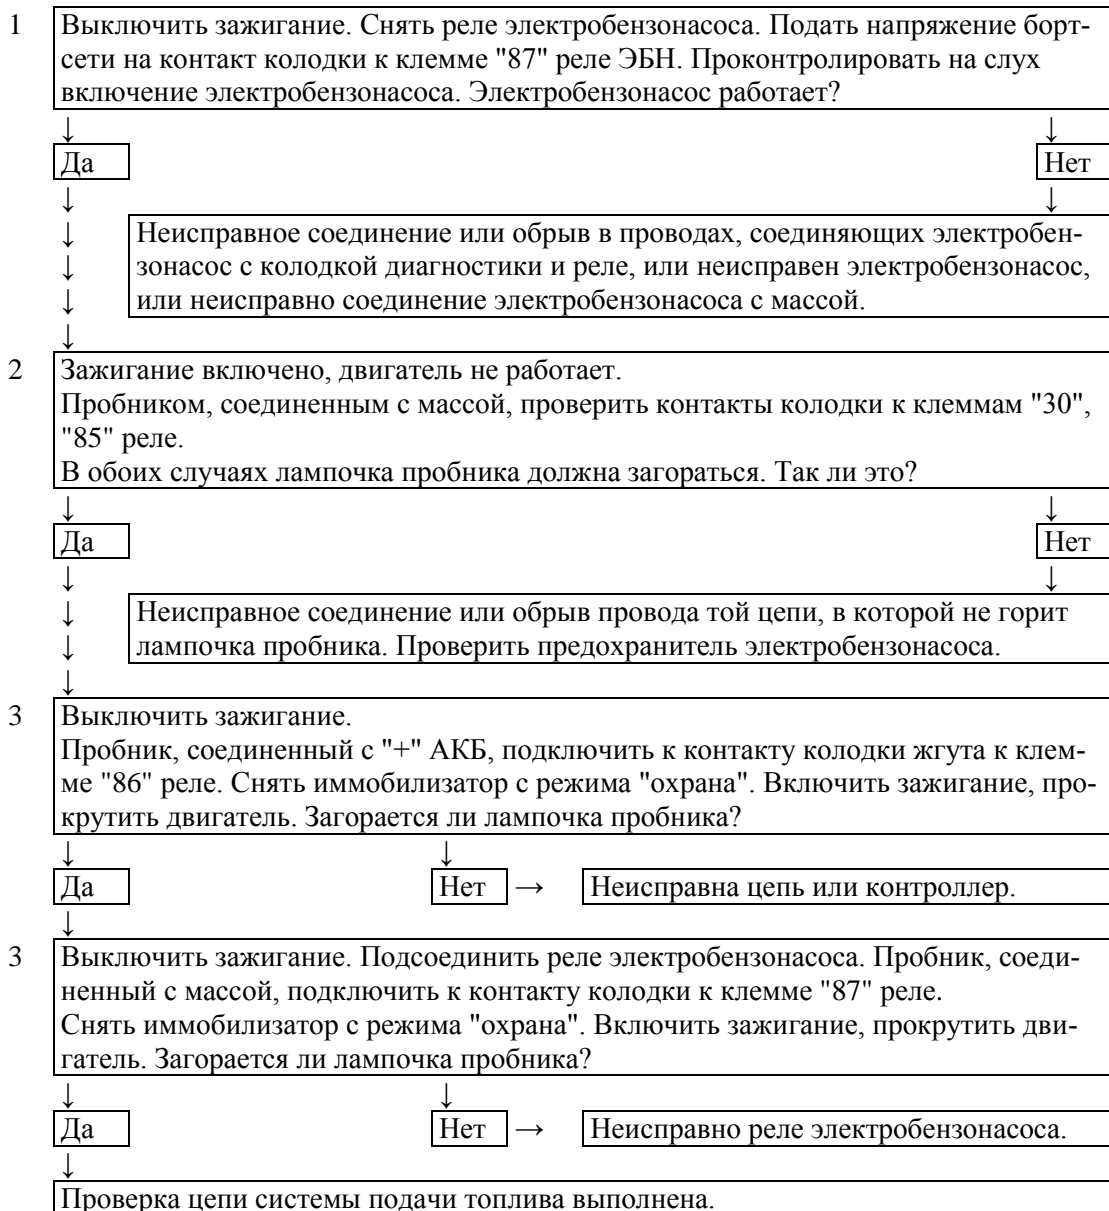 1 Выключить зажигание. Снять реле электробензонасоса. Подать напряжение борт-
сети на контакт колодки к клемме "87" реле ЭБН. Проконтролировать на слух
включение электробензонасоса. Электробензонасос работает?
↓ ↓
Да Нет
↓ ↓
↓ Неисправное соединение или обрыв в проводах, соединяющих электробен-
↓ зонасос с колодкой диагностики и реле, или неисправен электробензонасос,
↓ или неисправно соединение электробензонасоса с массой.
↓
2 Зажигание включено, двигатель не работает.
Пробником, соединенным с массой, проверить контакты колодки к клеммам "30",
"85" реле.
В обоих случаях лампочка пробника должна загораться. Так ли это?
↓ ↓
Да Нет
↓ ↓
↓ Неисправное соединение или обрыв провода той цепи, в которой не горит
↓ лампочка пробника. Проверить предохранитель электробензонасоса.
↓
3 Выключить зажигание.
Пробник, соединенный с "+" АКБ, подключить к контакту колодки жгута к клем-
ме "86" реле. Снять иммобилизатор с режима "охрана". Включить зажигание, про-
крутить двигатель. Загорается ли лампочка пробника?
↓ ↓
Да Нет → Неисправна цепь или контроллер.
↓
3 Выключить зажигание. Подсоединить реле электробензонасоса. Пробник, соеди-
ненный с массой, подключить к контакту колодки к клемме "87" реле.
Снять иммобилизатор с режима "охрана". Включить зажигание, прокрутить дви-
гатель. Загорается ли лампочка пробника?
↓ ↓
Да Нет → Неисправно реле электробензонасоса.
↓
Проверка цепи системы подачи топлива выполнена.